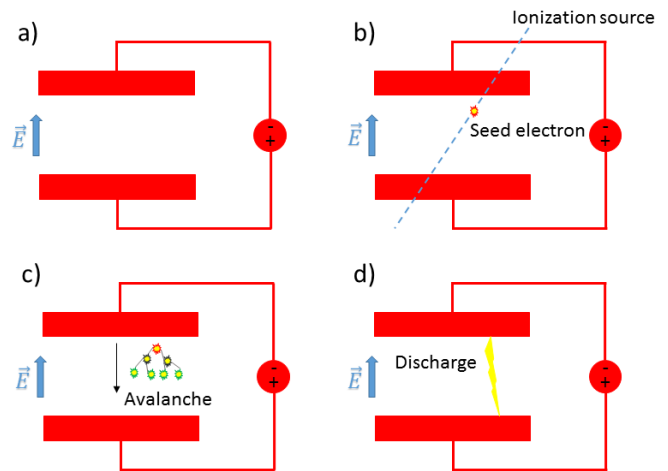 a)
b)
Ionization source
E
-
+
E
-
+
Seed electron
c)
d)
E
-
+
Avalanche
E
-
+
Discharge